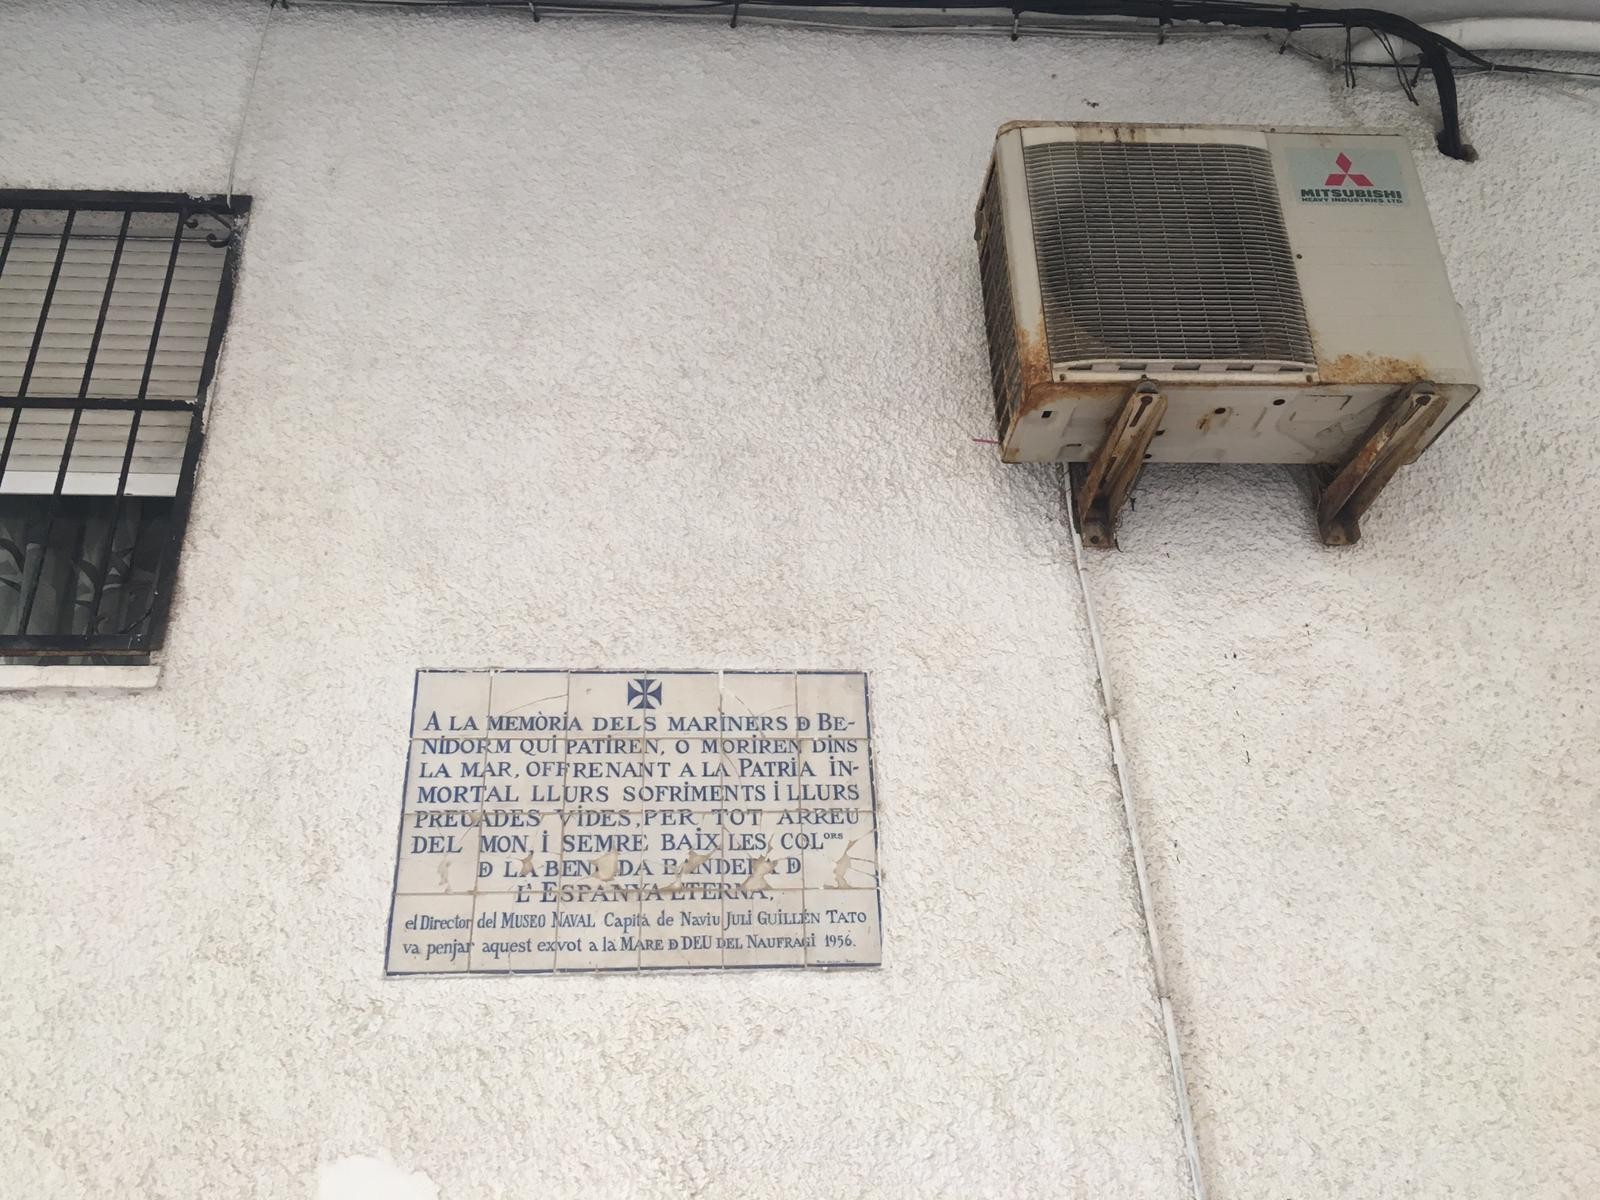 MITSUBISHI
HEAVY INDUSTRIES LTD
A LA MEMÒRIA DELS MARINERS Đ BE-
NIDORM QUI PATIREN, O MORIREN DINS
LA MAR, OFFRENANT A LA PATRIA IN-
MORTAL LLURS SOFRIMENTS I LLURS
PREUADES VIDES, PER TOT ARREU
DEL MON, I SEMRE BAIX LES COLORS
Đ LA BENEIDA BANDERA Đ
L'ESPANYA ETERNA,
el Director del MUSEO NAVAL Capità de Naviu JULI GUILLÉN TATO
va penjar aquest exvot a la MARE Đ DEU DEL NAUFRAGI 1956.